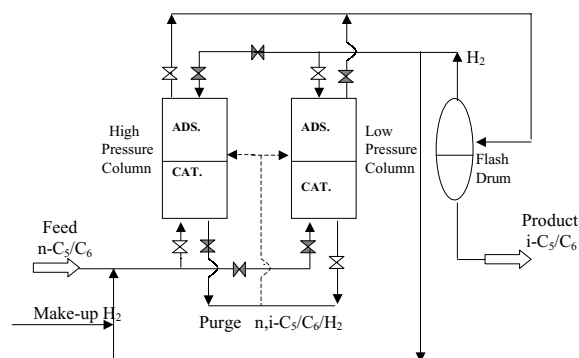 H₂
High
Pressure
Column
ADS.
CAT.
ADS.
CAT.
Low
Pressure
Column
Flash
Drum
Feed
n-C₅/C₆
Product
i-C₅/C₆
Make-up H₂
Purge n,i-C₅/C₆/H₂